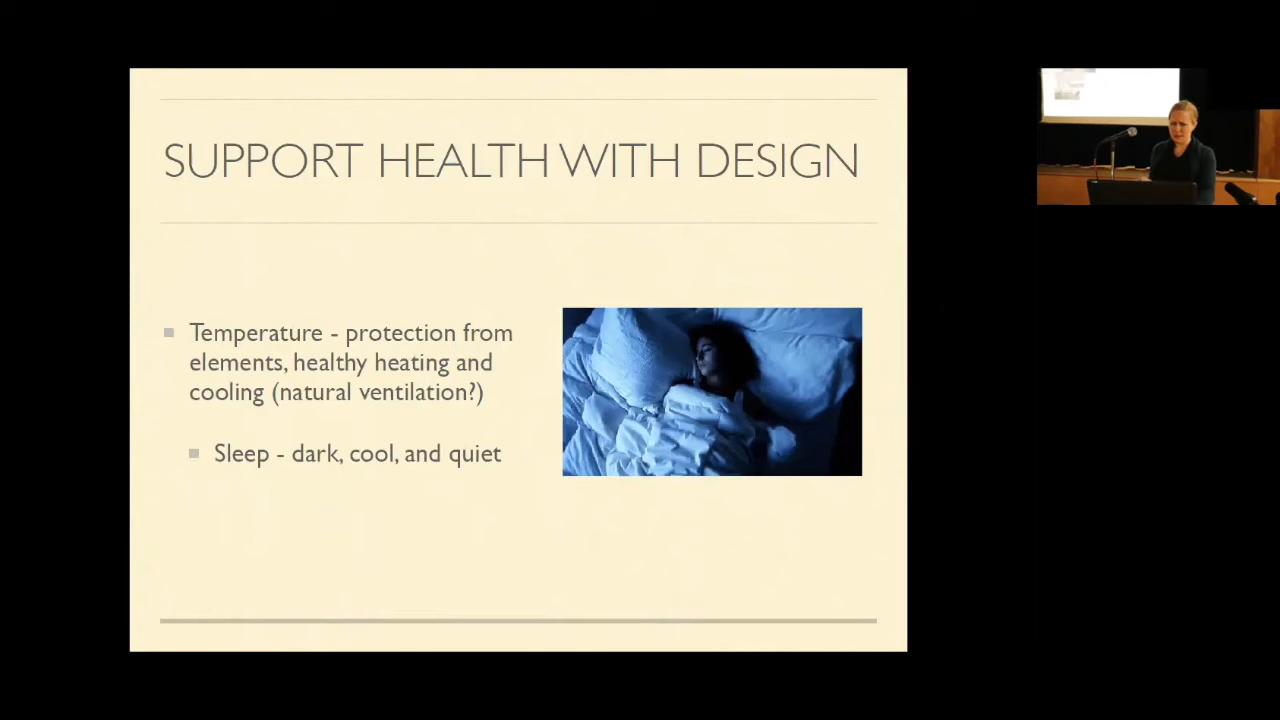 SUPPORT HEALTH WITH DESIGN
Temperature - protection from
elements, healthy heating and
cooling (natural ventilation?)
Sleep - dark, cool, and quiet